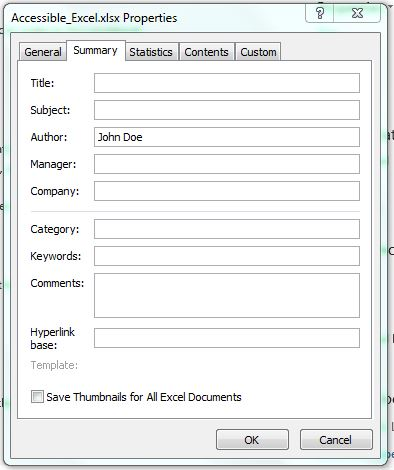 Accessible_Excel.xlsx Properties
?
General Summary Statistics Contents Custom
Title:
Subject:
Author: John Doe
Manager:
Company:
Category:
Keywords:
Comments:
Hyperlink
base:
Template:
Save Thumbnails for All Excel Documents
OK Cancel